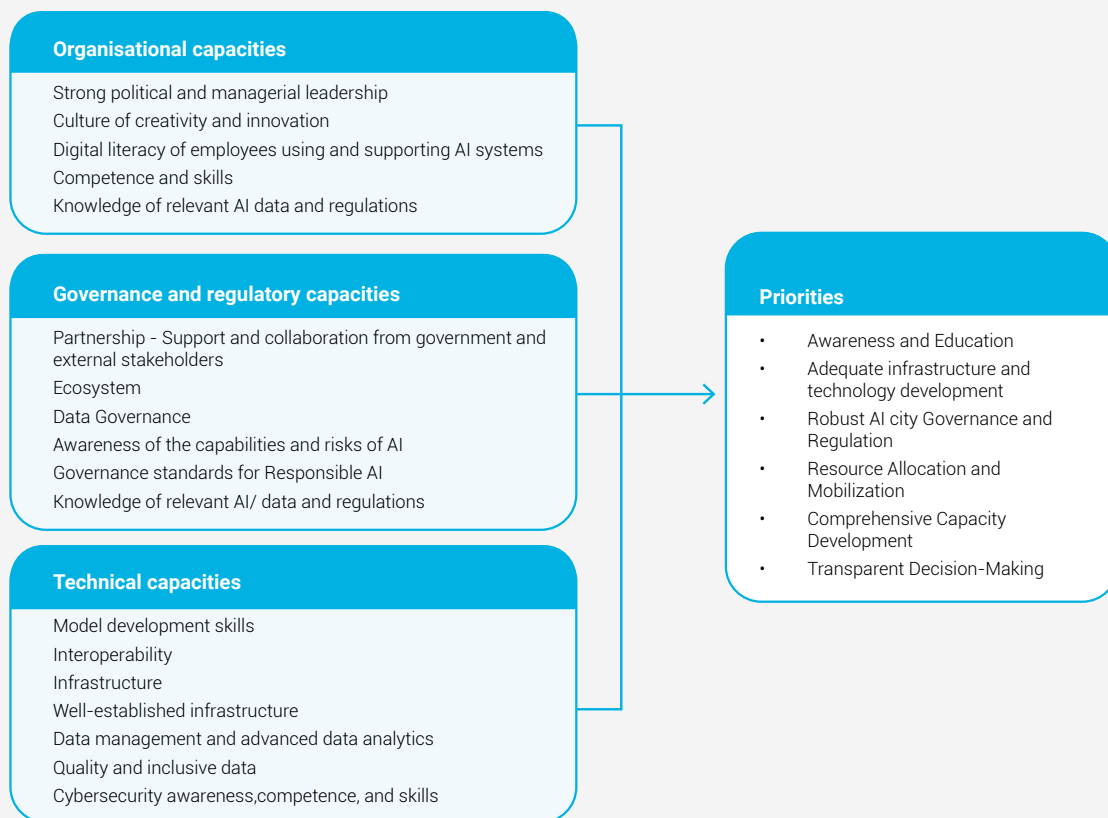 Organisational capacities
Strong political and managerial leadership
Culture of creativity and innovation
Digital literacy of employees using and supporting AI systems
Competence and skills
Knowledge of relevant AI data and regulations
Governance and regulatory capacities
Partnership - Support and collaboration from government and
external stakeholders
Ecosystem
Data Governance
Awareness of the capabilities and risks of AI
Governance standards for Responsible AI
Knowledge of relevant AI/ data and regulations
Technical capacities
Model development skills
Interoperability
Infrastructure
Well-established infrastructure
Data management and advanced data analytics
Quality and inclusive data
Cybersecurity awareness,competence, and skills
Priorities
• Awareness and Education
• Adequate infrastructure and
technology development
• Robust AI city Governance and
Regulation
• Resource Allocation and
Mobilization
• Comprehensive Capacity
Development
• Transparent Decision-Making